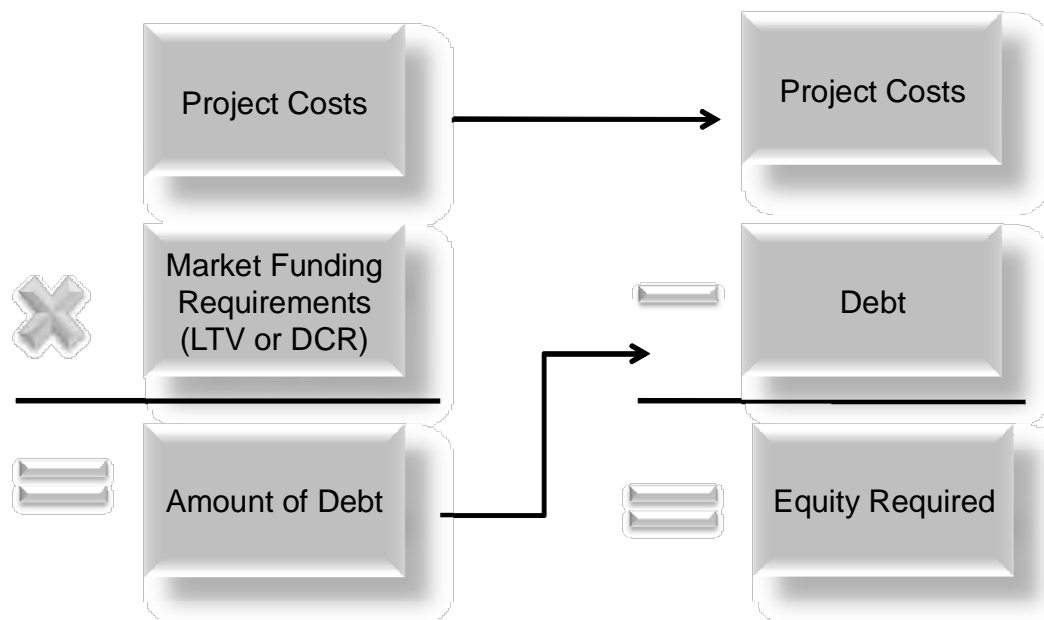 Project Costs
Market Funding
Requirements
(LTV or DCR)
Amount of Debt
Project Costs
Debt
Equity Required